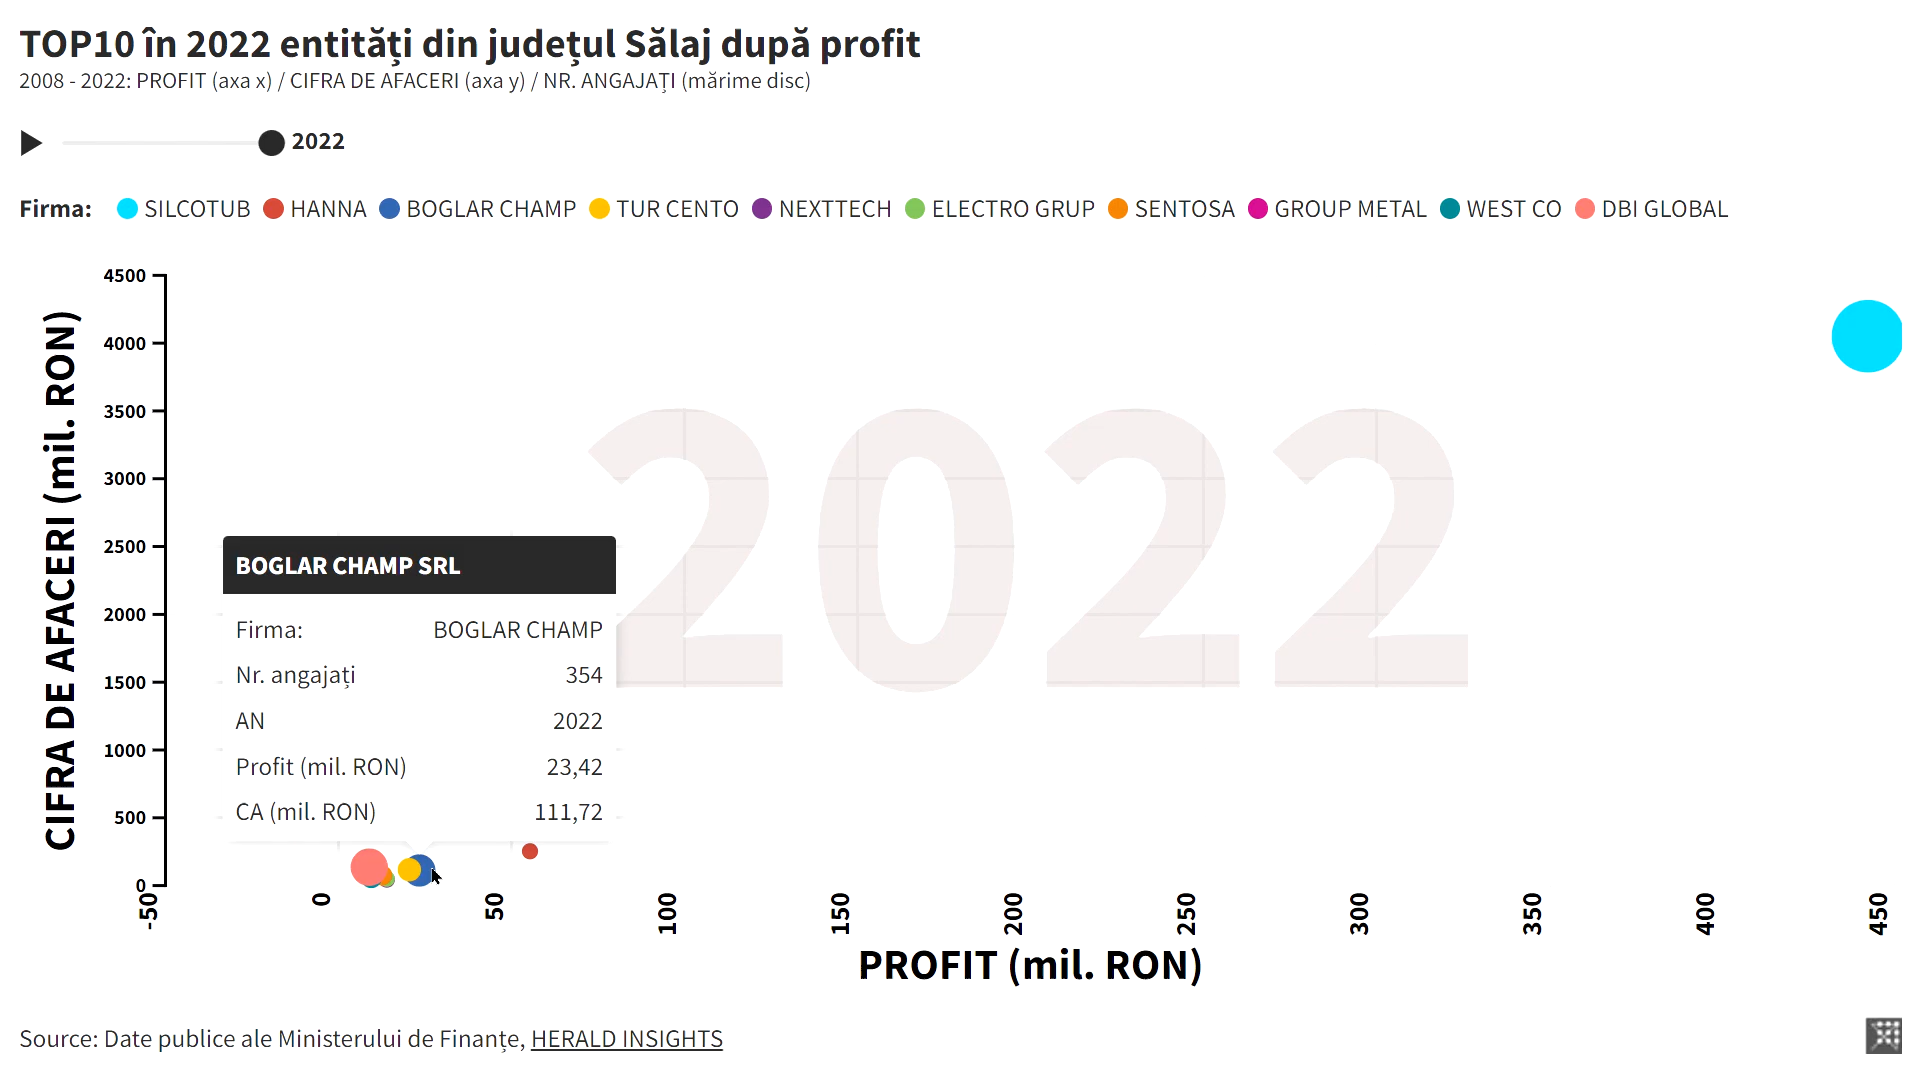 TOP10 în 2022 entități din județul Sălaj după profit
2008 - 2022: PROFIT (axa x) / CIFRA DE AFACERI (axa y) / NR. ANGAJAȚI (mărime disc)
2022
Firma: SILCOTUB HANNA BOGLAR CHAMP TUR CENTO NEXTTECH ELECTRO GRUP SENTOSA GROUP METAL WEST CO DBI GLOBAL
CIFRA DE AFACERI (mil. RON)
4500
4000
3500
3000
2500
2000
1500
1000
500
0
2022
BOGLAR CHAMP SRL
Firma: BOGLAR CHAMP
Nr. angajați 354
AN 2022
Profit (mil. RON) 23,42
CA (mil. RON) 111,72
-50 0 50 100 150 200 250 300 350 400 450
PROFIT (mil. RON)
Source: Date publice ale Ministerului de Finanțe, HERALD INSIGHTS